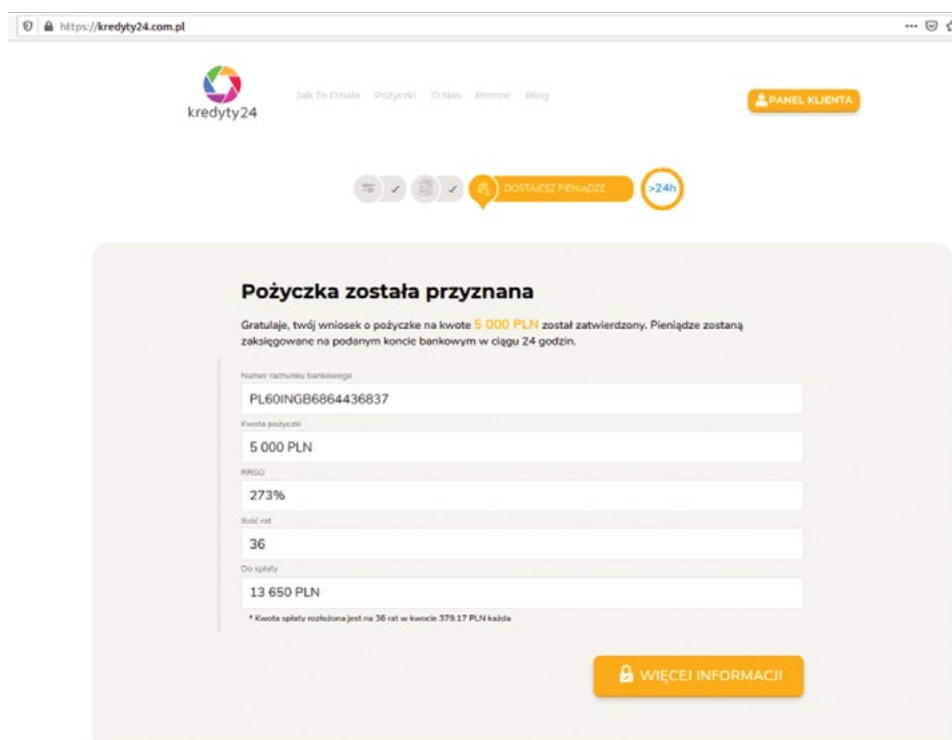 https://kredyty24.com.pl
kredyty24
Jak To Działa Pożyczki O Nas Pomoc Blog
PANEL KLIENTA
DOSTAJESZ PIENIĄDZE
>24h
Pożyczka została przyznana
Gratulaje, twój wniosek o pożyczke na kwote 5 000 PLN został zatwierdzony. Pieniądze zostaną
zaksięgowane na podanym koncie bankowym w ciągu 24 godzin.
Numer rachunku bankowego
PL60INGB6864436837
Kwota pożyczki
5 000 PLN
RRSO
273%
Ilość rat
36
Do spłaty
13 650 PLN
* Kwota spłaty rozłożona jest na 36 rat w kwocie 379.17 PLN każda
WIĘCEJ INFORMACJI